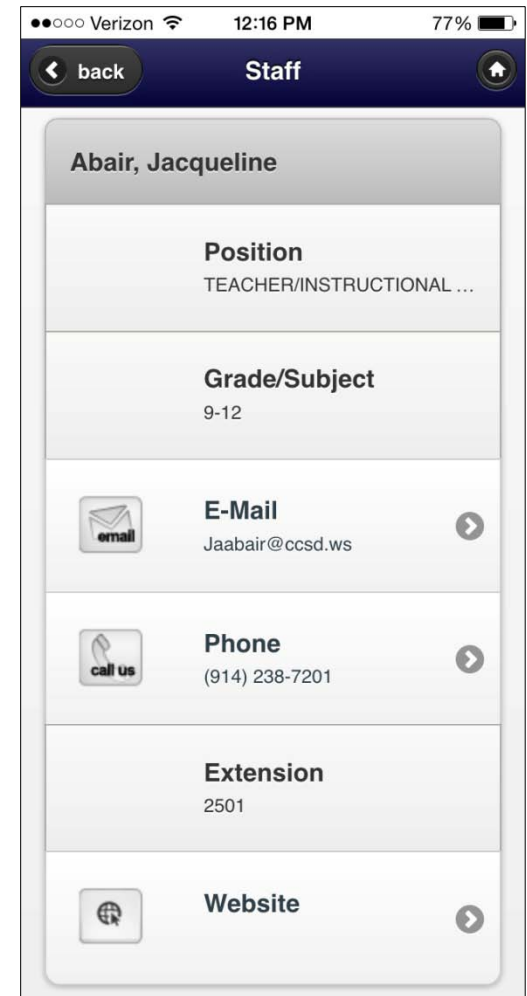 ●●○○○ Verizon 12:16 PM 77%
back Staff
Abair, Jacqueline
Position
TEACHER/INSTRUCTIONAL ...
Grade/Subject
9-12
email
E-Mail
Jaabair@ccsd.ws
call us
Phone
(914) 238-7201
Extension
2501
Website